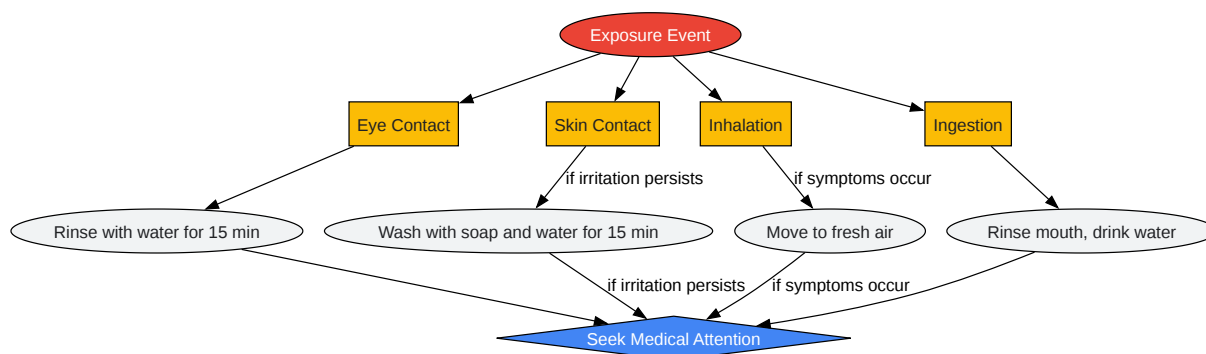 Exposure Event
Eye Contact
Skin Contact
Inhalation
Ingestion
if irritation persists
if symptoms occur
Rinse with water for 15 min
Wash with soap and water for 15 min
Move to fresh air
Rinse mouth, drink water
if irritation persists
if symptoms occur
Seek Medical Attention